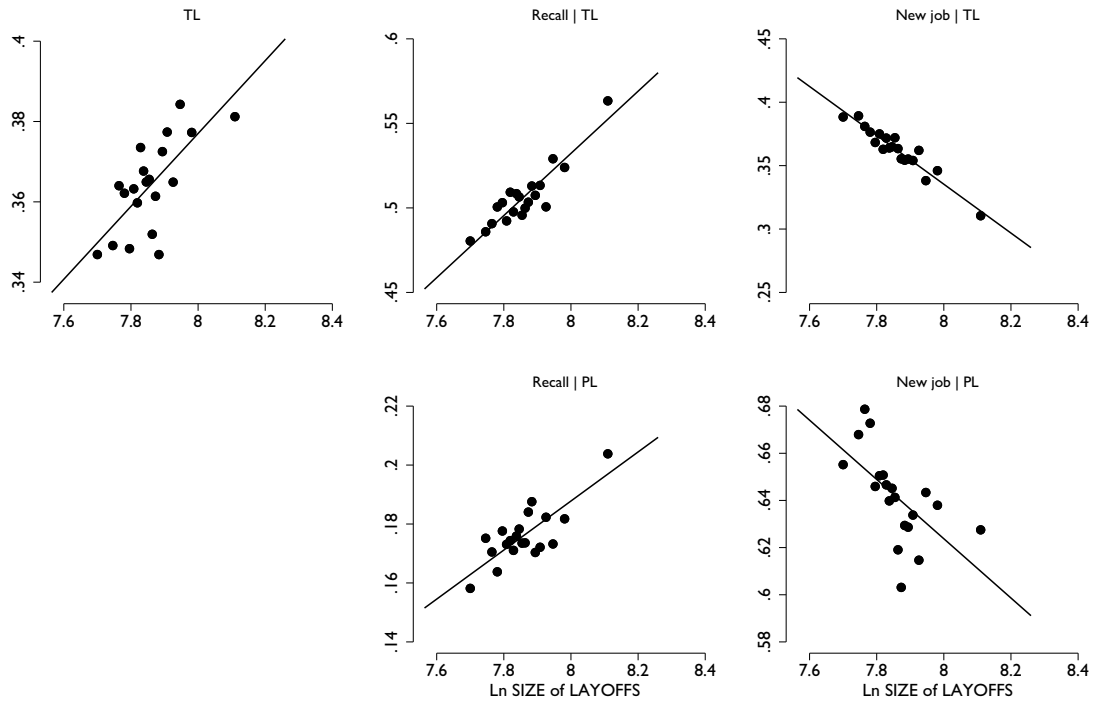 TL
Recall | TL
New job | TL
.4
.38
.36
.34
7.6 7.8 8 8.2 8.4
.6
.55
.5
.45
7.6 7.8 8 8.2 8.4
.45
.4
.35
.3
.25
7.6 7.8 8 8.2 8.4
Recall | PL
New job | PL
.22
.2
.18
.16
.14
7.6 7.8 8 8.2 8.4
Ln SIZE of LAYOFFS
.68
.66
.64
.62
.6
.58
7.6 7.8 8 8.2 8.4
Ln SIZE of LAYOFFS